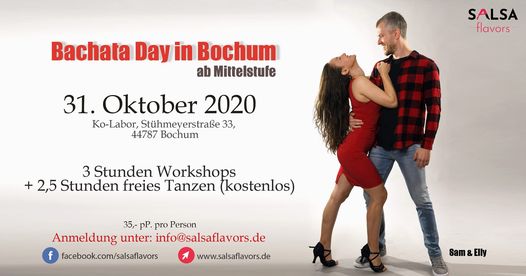 SALSA
flavors
Bachata Day in Bochum
ab Mittelstufe
31. Oktober 2020
Ko-Labor, Stühmeyerstraße 33,
44787 Bochum
3 Stunden Workshops
+ 2,5 Stunden freies Tanzen (kostenlos)
35,- pP. pro Person
Anmeldung unter: info@salsaflavors.de
facebook.com/salsaflavors
www.salsaflavors.de
Sam & Elly